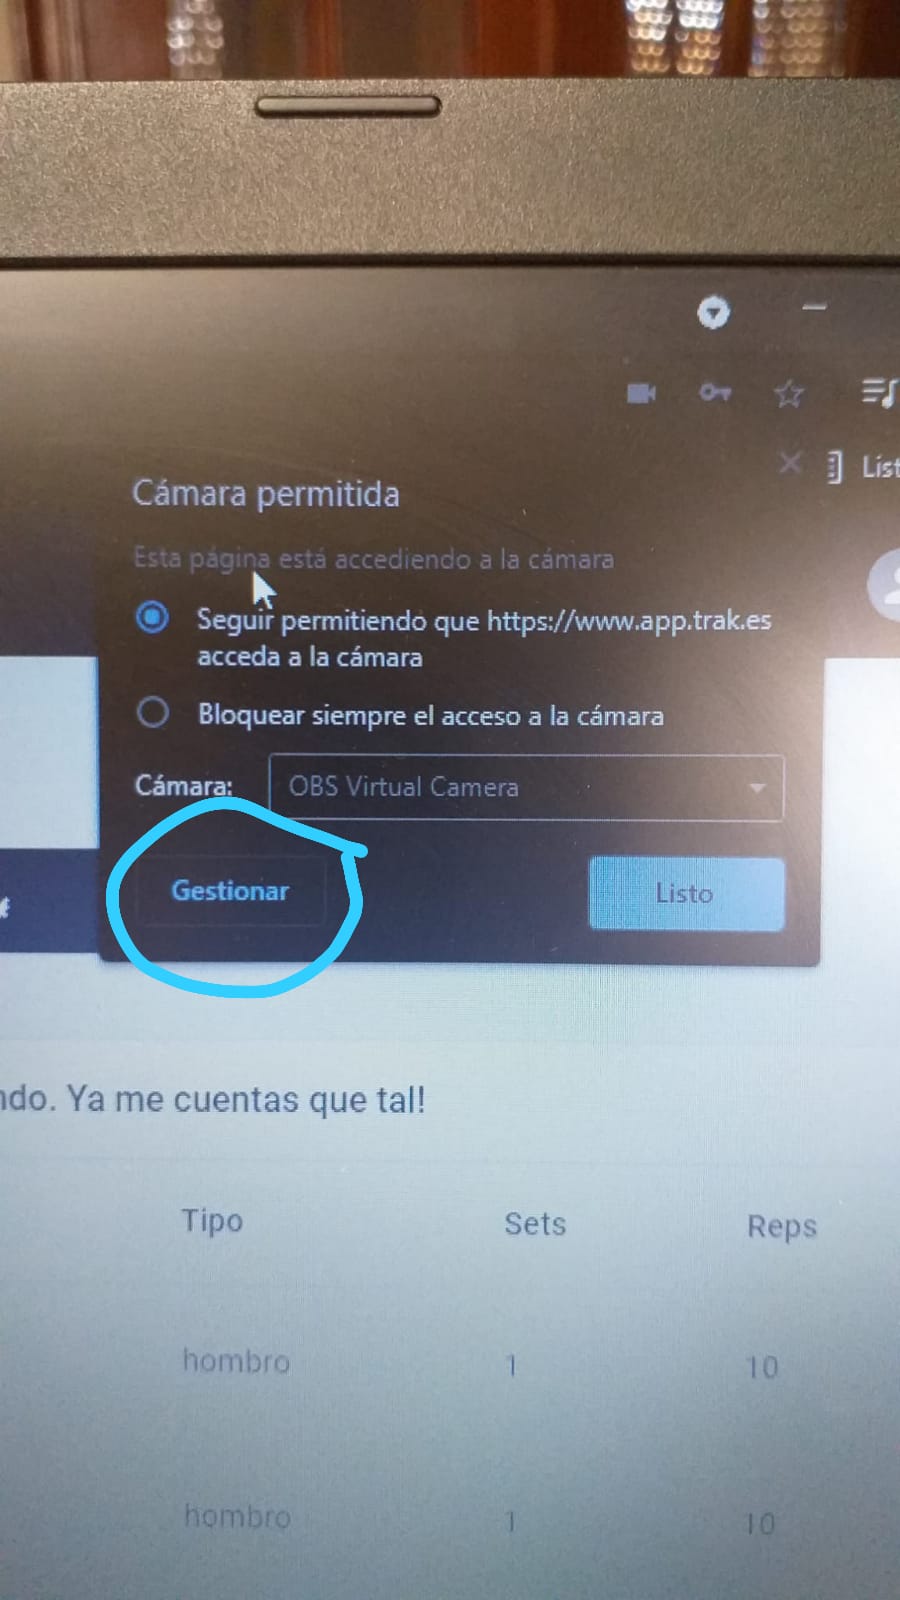 List
Cámara permitida
Esta página está accediendo a la cámara
Seguir permitiendo que https://www.app.trak.es
acceda a la cámara
Bloquear siempre el acceso a la cámara
Cámara: OBS Virtual Camera
Gestionar Listo
ndo. Ya me cuentas que tal!
Tipo Sets Reps
hombro 1 10
hombro 1 10